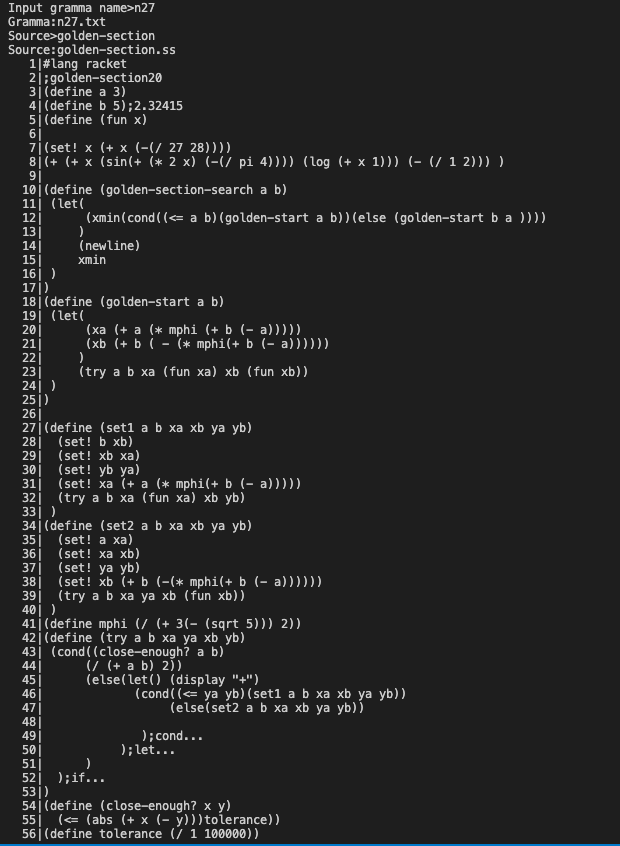 Input gramma name>n27
Gramma:n27.txt
Source>golden-section
Source:golden-section.ss
   1|#lang racket
   2|;golden-section20
   3|(define a 3)
   4|(define b 5);2.32415
   5|(define (fun x)
   6|
   7|(set! x (+ x (-(/ 27 28))))
   8|(+ (+ x (sin(+ (* 2 x) (-(/ pi 4)))) (log (+ x 1))) (- (/ 1 2))) )
   9|
  10|(define (golden-section-search a b)
  11| (let(
  12|      (xmin(cond((<= a b)(golden-start a b))(else (golden-start b a ))))
  13|     )
  14|     (newline)
  15|     xmin
  16| )
  17|)
  18|(define (golden-start a b)
  19| (let(
  20|      (xa (+ a (* mphi (+ b (- a)))))
  21|      (xb (+ b ( - (* mphi(+ b (- a))))))
  22|     )
  23|     (try a b xa (fun xa) xb (fun xb))
  24| )
  25|)
  26|
  27|(define (set1 a b xa xb ya yb)
  28|  (set! b xb)
  29|  (set! xb xa)
  30|  (set! yb ya)
  31|  (set! xa (+ a (* mphi(+ b (- a)))))
  32|  (try a b xa (fun xa) xb yb)
  33| )
  34|(define (set2 a b xa xb ya yb)
  35|  (set! a xa)
  36|  (set! xa xb)
  37|  (set! ya yb)
  38|  (set! xb (+ b (-(* mphi(+ b (- a))))))
  39|  (try a b xa ya xb (fun xb))
  40| )
  41|(define mphi (/ (+ 3(- (sqrt 5))) 2))
  42|(define (try a b xa ya xb yb)
  43| (cond((close-enough? a b)
  44|      (/ (+ a b) 2))
  45|      (else(let() (display "+")
  46|             (cond((<= ya yb)(set1 a b xa xb ya yb))
  47|                  (else(set2 a b xa xb ya yb))
  48|
  49|              );cond...
  50|           );let...
  51|      )
  52|  );if...
  53|)
  54|(define (close-enough? x y)
  55|  (<= (abs (+ x (- y)))tolerance))
  56|(define tolerance (/ 1 100000))